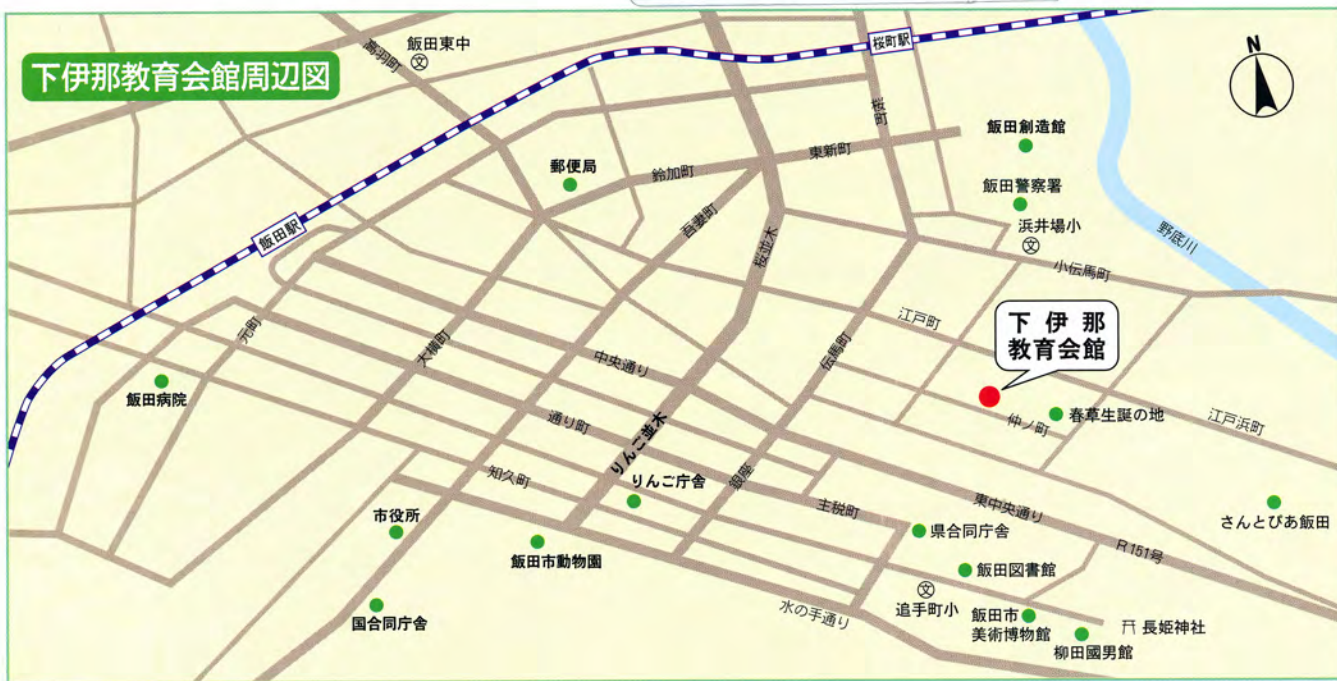 下伊那教育会館周辺図
飯田東中
文
高羽町
桜町駅
N
桜町
飯田創造館
東新町
郵便局
鈴加町
飯田警察署
浜井場小
文
吾妻町
飯田駅
桜並木
小伝馬町
野底川
江戸町
下伊那
教育会館
元町
大横町
中央通り
伝馬町
飯田病院
春草生誕の地
仲ノ町
江戸浜町
通り町
りんご並木
知久町
りんご庁舎
銀座
主税町
東中央通り
さんとぴあ飯田
市役所
県合同庁舎
飯田市動物園
R151号
飯田図書館
文
追手町小
国合同庁舎
水の手通り
飯田市
美術博物館
長姫神社
柳田國男館